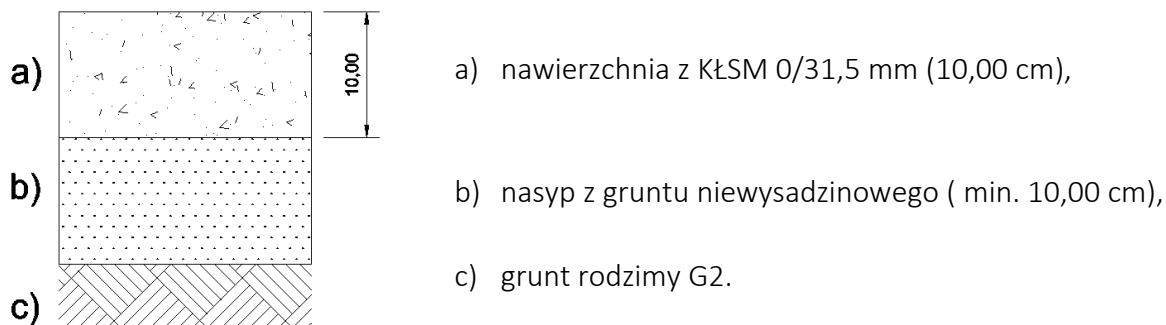 a)
10,00
a) nawierzchnia z KŁSM 0/31,5 mm (10,00 cm),
b)
b) nasyp z gruntu niewysadzinowego ( min. 10,00 cm),
c)
c) grunt rodzimy G2.